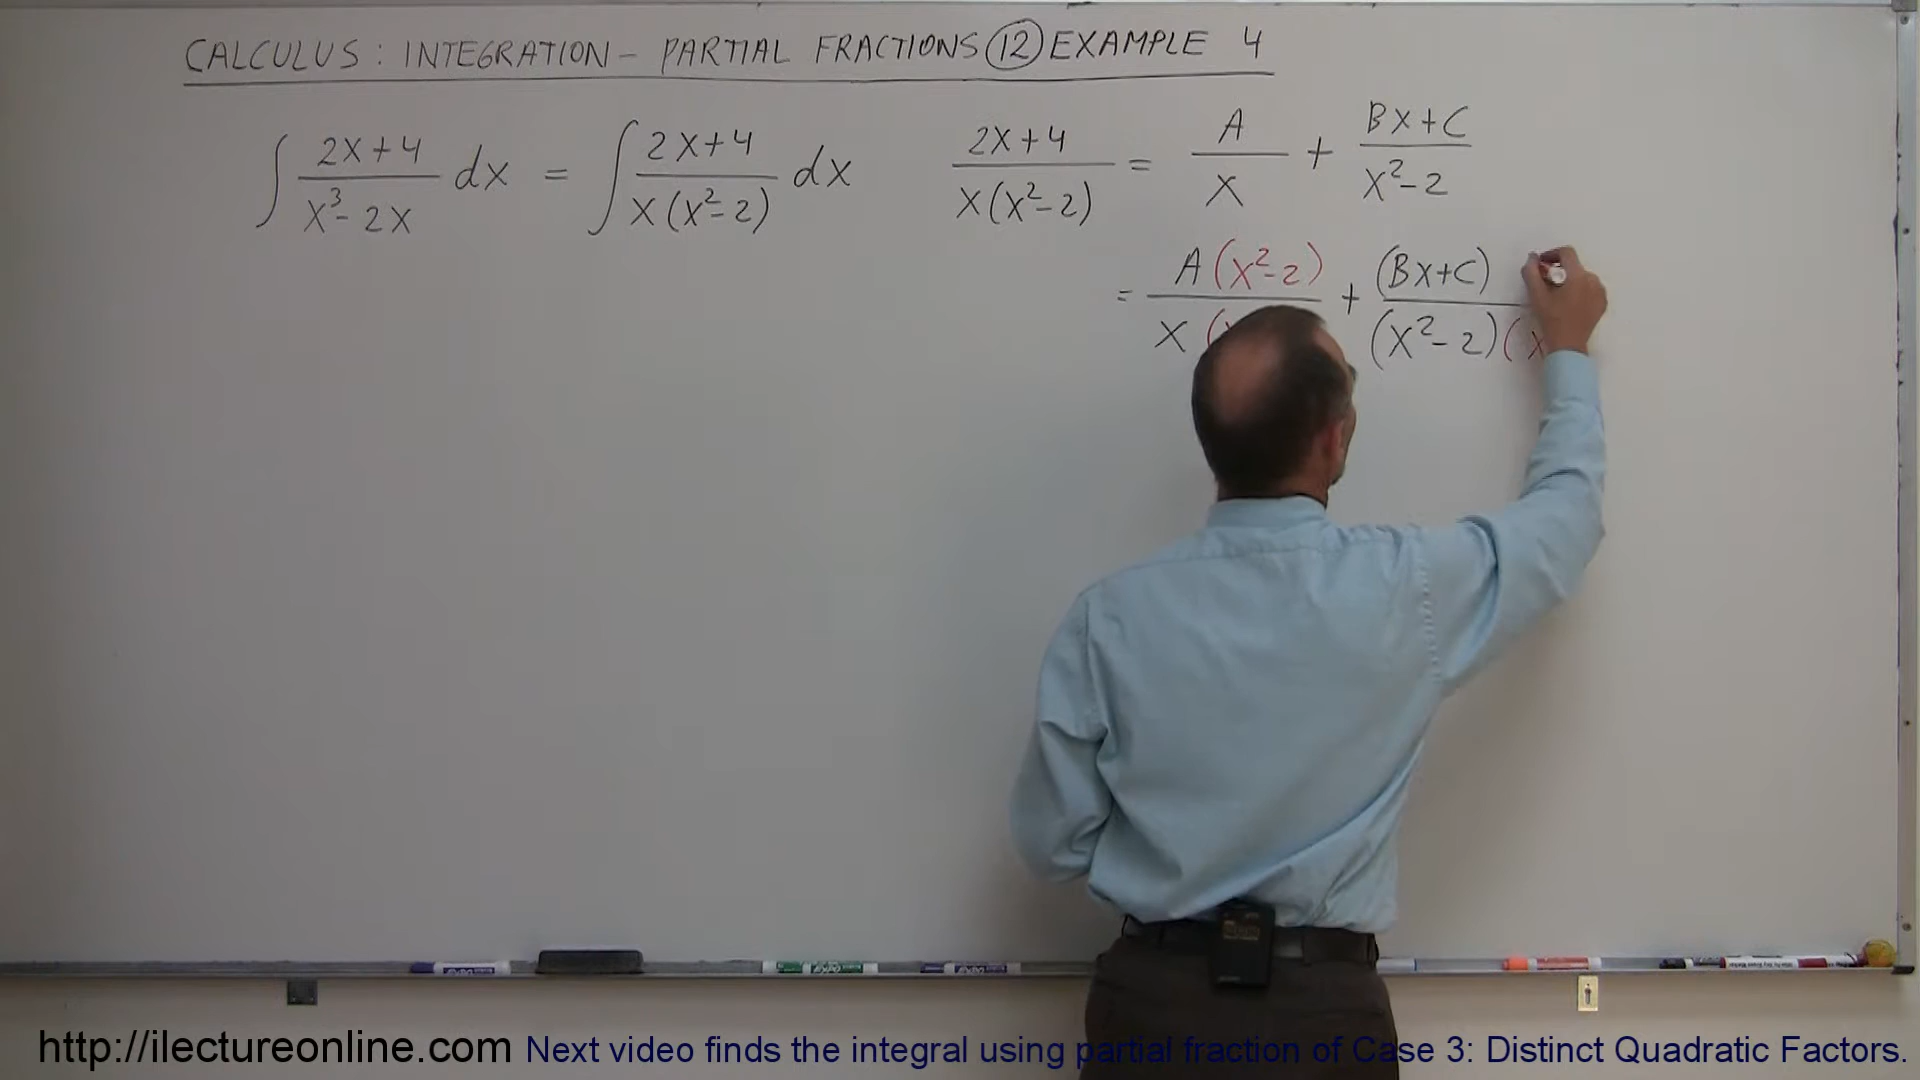 CALCULUS: INTEGRATION – PARTIAL FRACTIONS (12) EXAMPLE 4
∫ (2X+4)/(X³-2X) dx = ∫ (2X+4)/(X(X²-2)) dx
(2X+4)/(X(X²-2)) = A/X + (BX+C)/(X²-2)
= A(X²-2)/X( + (BX+C)/(X²-2)(X
http://ilectureonline.com Next video finds the integral using partial fraction of Case 3: Distinct Quadratic Factors.